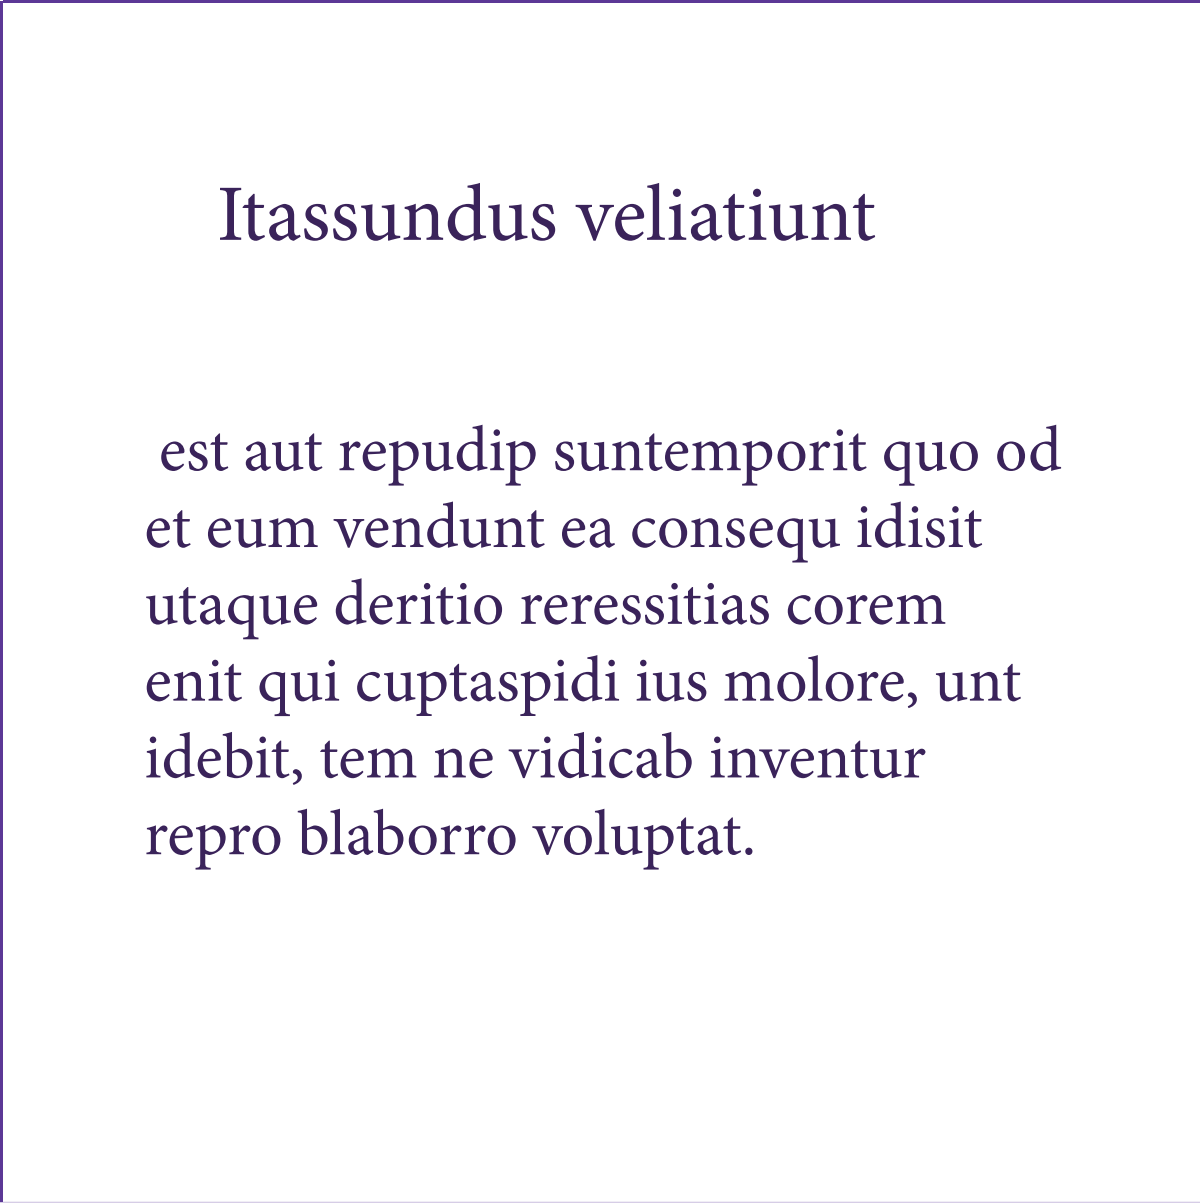 Itassundus veliatiunt
est aut repudip suntemporit quo od
et eum vendunt ea consequ idisit
utaque deritio reressitias corem
enit qui cuptaspidi ius molore, unt
idebit, tem ne vidicab inventur
repro blaborro voluptat.